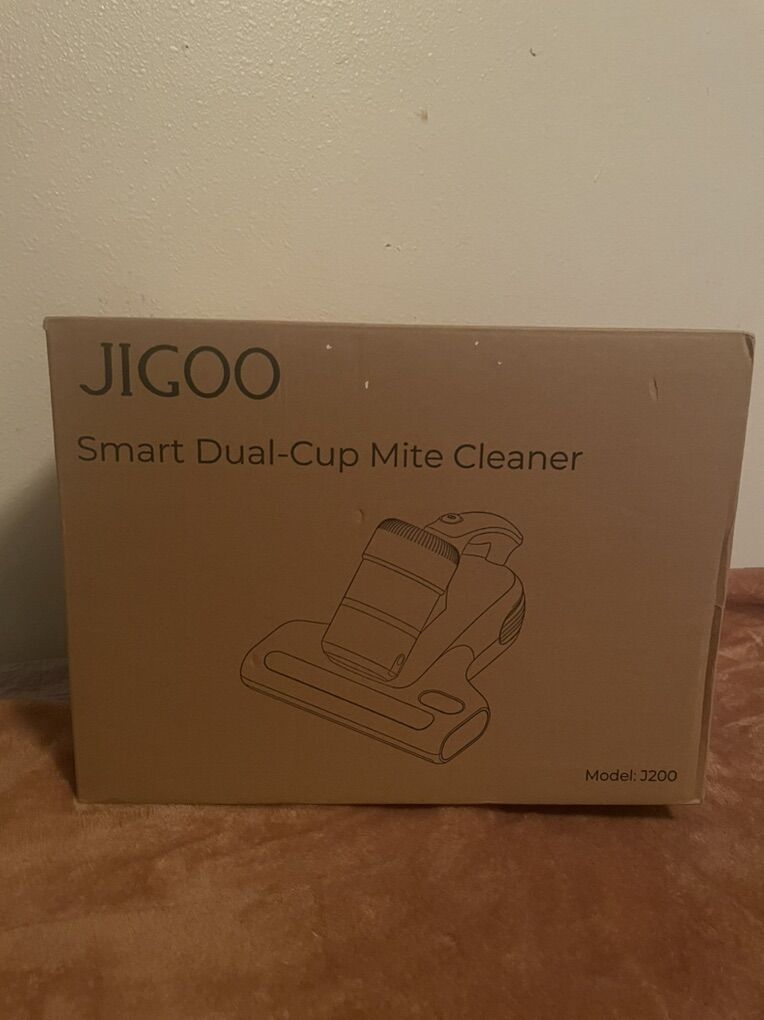 JIGOO
Smart Dual-Cup Mite Cleaner
Model: J200